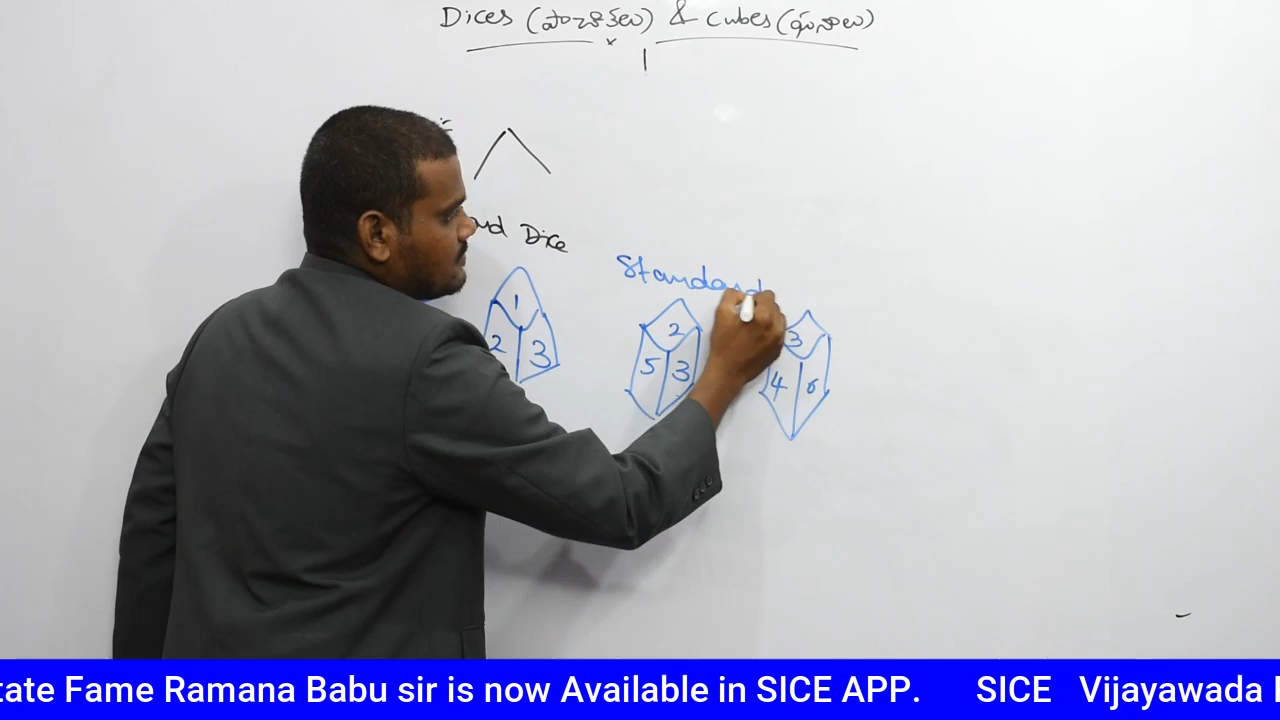 Dices (పాచికలు) & Cubes (ఘనాలు)
Dice
Standard
1
2 3
2
5 3
3
4 6
tate Fame Ramana Babu sir is now Available in SICE APP. SICE Vijayawada